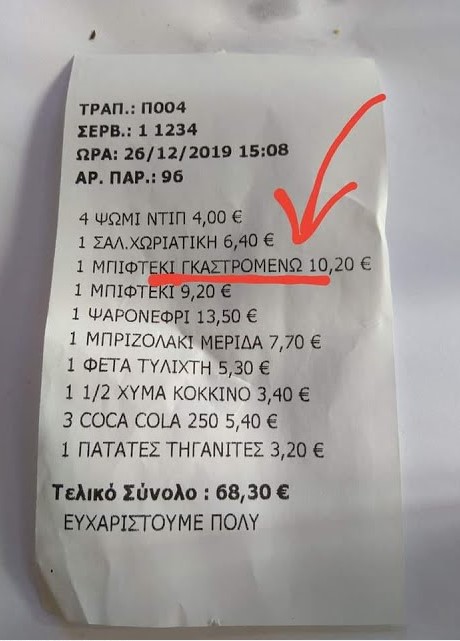 ΤΡΑΠ.: Π004
ΣΕΡΒ.: 1 1234
ΩΡΑ: 26/12/2019 15:08
ΑΡ. ΠΑΡ.: 96
4 ΨΩΜΙ ΝΤΙΠ 4,00 €
1 ΣΑΛ.ΧΩΡΙΑΤΙΚΗ 6,40 €
1 ΜΠΙΦΤΕΚΙ ΓΚΑΣΤΡΟΜΕΝΩ 10,20 €
1 ΜΠΙΦΤΕΚΙ 9,20 €
1 ΨΑΡΟΝΕΦΡΙ 13,50 €
1 ΜΠΡΙΖΟΛΑΚΙ ΜΕΡΙΔΑ 7,70 €
1 ΦΕΤΑ ΤΥΛΙΧΤΗ 5,30 €
1 1/2 ΧΥΜΑ ΚΟΚΚΙΝΟ 3,40 €
3 COCA COLA 250 5,40 €
1 ΠΑΤΑΤΕΣ ΤΗΓΑΝΙΤΕΣ 3,20 €
Τελικό Σύνολο : 68,30 €
ΕΥΧΑΡΙΣΤΟΥΜΕ ΠΟΛΥ